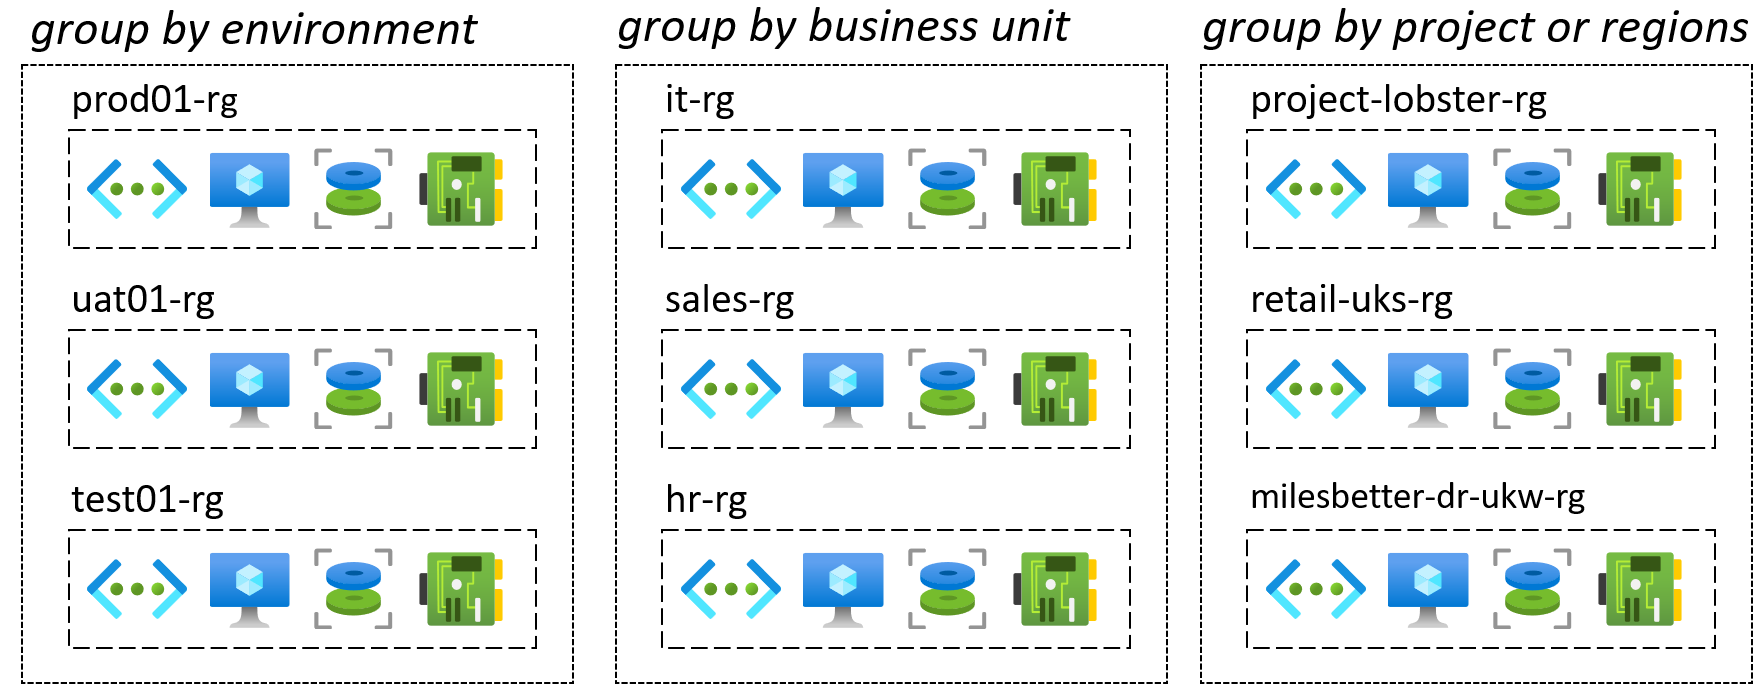 group by environment
prod01-rg
uat01-rg
test01-rg
group by business unit
it-rg
sales-rg
hr-rg
group by project or regions
project-lobster-rg
retail-uks-rg
milesbetter-dr-ukw-rg